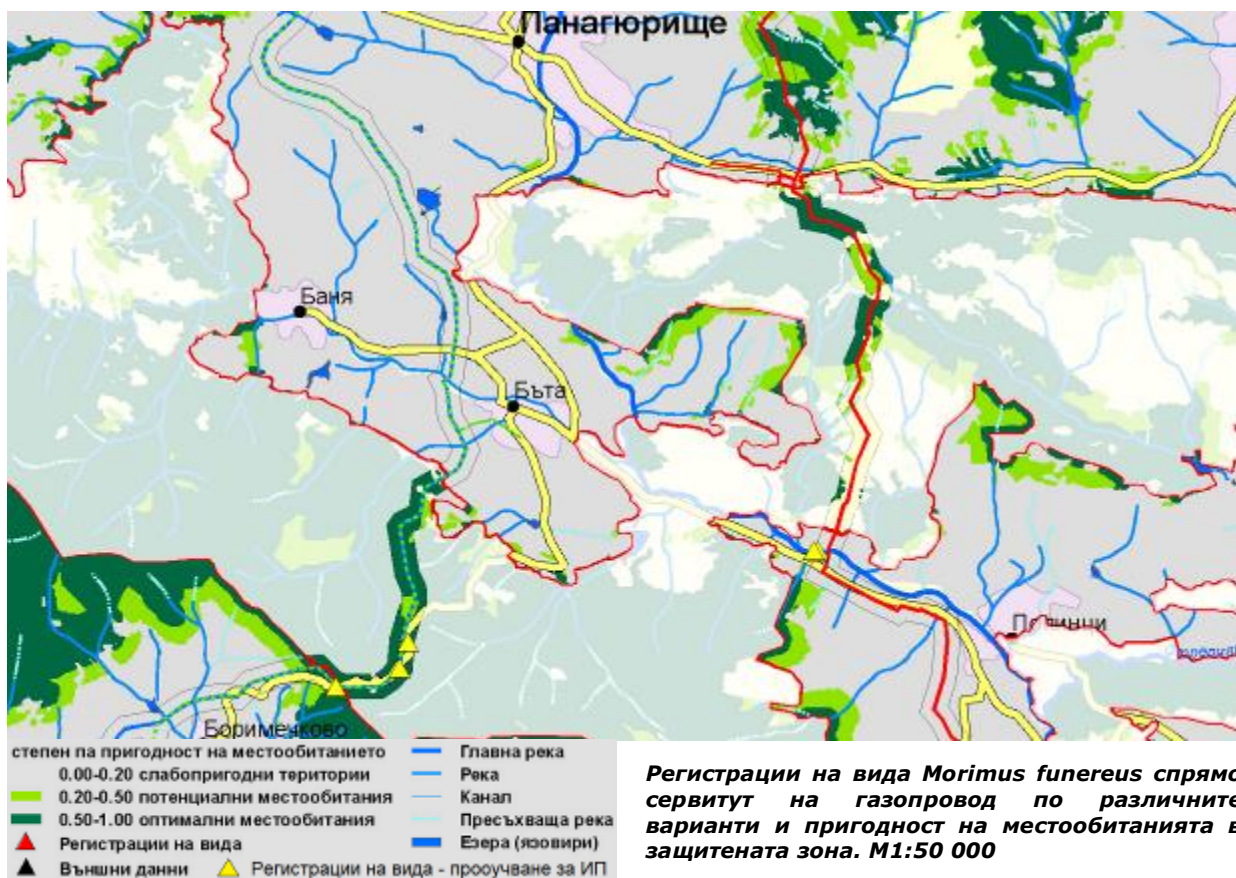 Панагюрище
Баня
Бъта
Боримечково
степен па пригодност на местообитанието
0.00-0.20 слабопригодни територии
0.20-0.50 потенциални местообитания
0.50-1.00 оптимални местообитания
Регистрации на вида
Външни данни
Регистрации на вида - прооучване за ИП
Главна река
Река
Канал
Пресъхваща река
Езера (язовири)
Регистрации на вида Morimus funereus спрямо
сервитут на газопровод по различните
варианти и пригодност на местообитанията в
защитената зона. М1:50 000